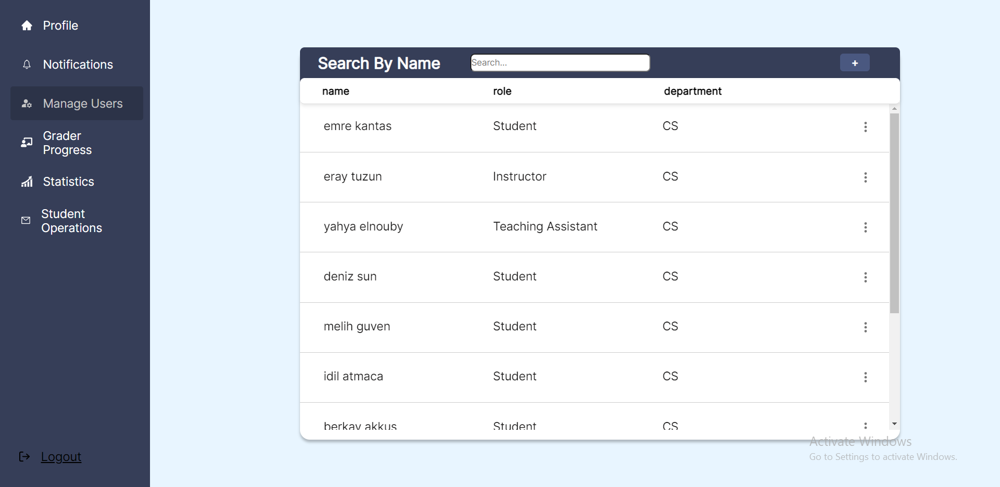 Profile
Notifications
Manage Users
Grader
Progress
Statistics
Student
Operations
Logout
Search By Name
Search...
+
name role department
emre kantas Student CS
eray tuzun Instructor CS
yahya elnouby Teaching Assistant CS
deniz sun Student CS
melih guven Student CS
idil atmaca Student CS
berkay akkus Student CS
Activate Windows
Go to Settings to activate Windows.